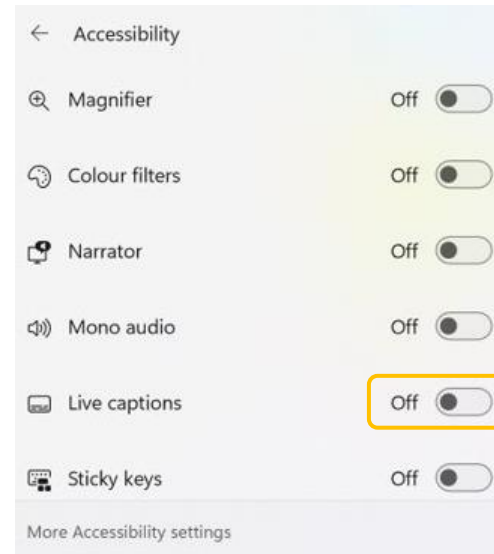 Accessibility
Magnifier Off
Colour filters Off
Narrator Off
Mono audio Off
Live captions Off
Sticky keys Off
More Accessibility settings